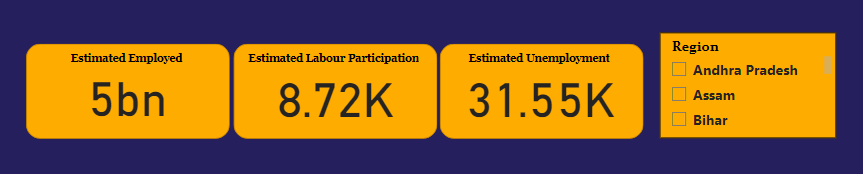 Estimated Employed
5bn
Estimated Labour Participation
8.72K
Estimated Unemployment
31.55K
Region
Andhra Pradesh
Assam
Bihar